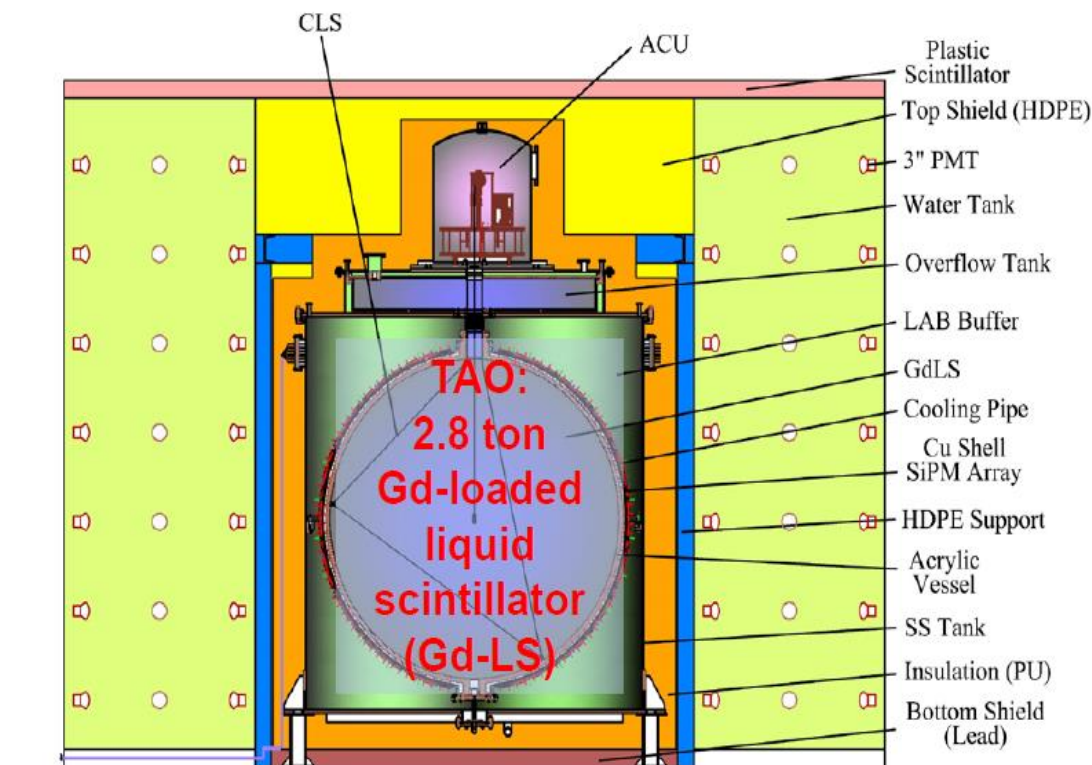 CLS
ACU
Plastic
Scintillator
Top Shield (HDPE)
3" PMT
Water Tank
Overflow Tank
LAB Buffer
GdLS
Cooling Pipe
Cu Shell
SiPM Array
HDPE Support
Acrylic
Vessel
SS Tank
Insulation (PU)
Bottom Shield
(Lead)
TAO:
2.8 ton
Gd-loaded
liquid
scintillator
(Gd-LS)